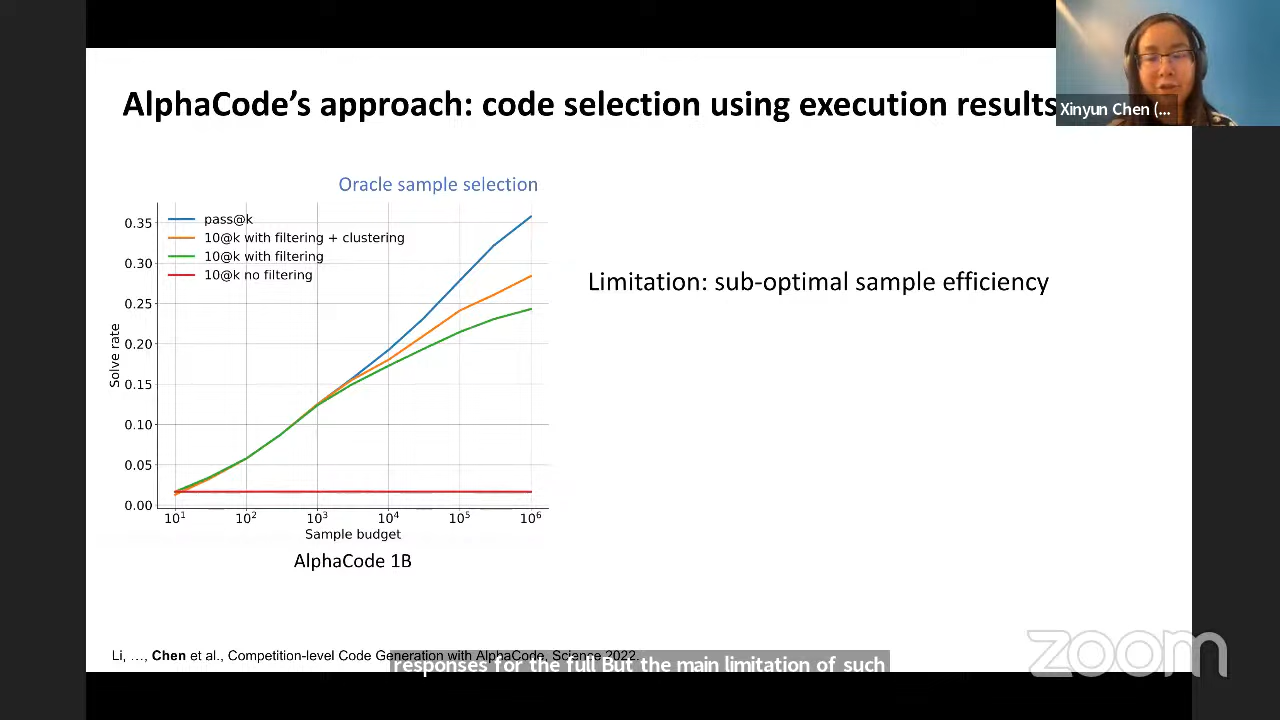 AlphaCode's approach: code selection using execution results
Xinyun Chen (...
Oracle sample selection
pass@k
10@k with filtering + clustering
10@k with filtering
10@k no filtering
Solve rate
0.35
0.30
0.25
0.20
0.15
0.10
0.05
0.00
10¹ 10² 10³ 10⁴ 10⁵ 10⁶
Sample budget
AlphaCode 1B
Limitation: sub-optimal sample efficiency
Li, ..., Chen et al., Competition-level Code Generation with AlphaCode, Science 2022.
responses for the full But the main limitation of such
zoom